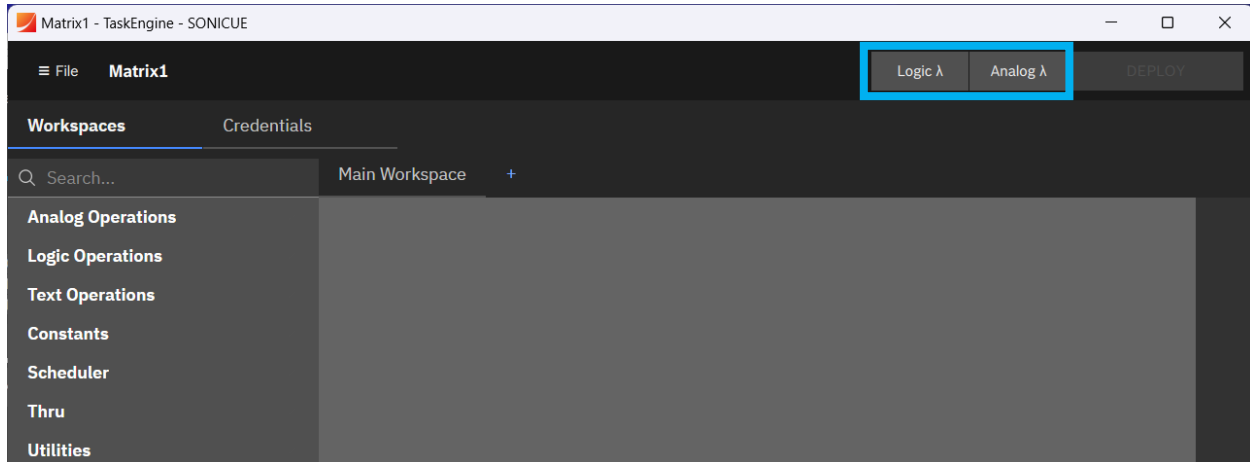 Matrix1 - TaskEngine - SONICUE
≡ File Matrix1 Logic λ Analog λ DEPLOY
Workspaces Credentials
Search... Main Workspace +
Analog Operations
Logic Operations
Text Operations
Constants
Scheduler
Thru
Utilities